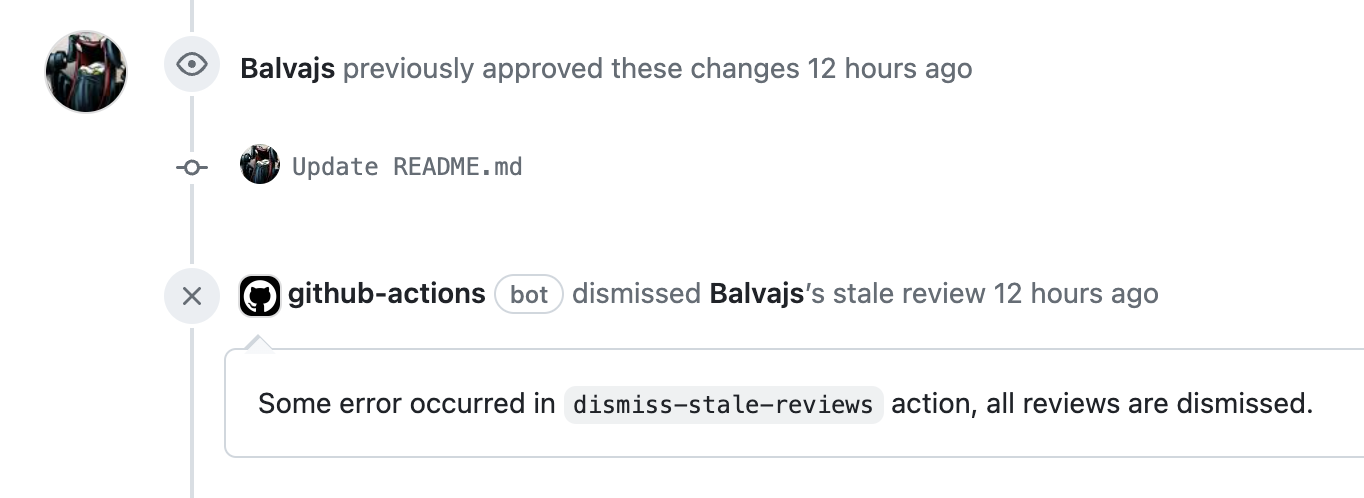 Balvajs previously approved these changes 12 hours ago
Update README.md
github-actions bot dismissed Balvajs's stale review 12 hours ago
Some error occurred in dismiss-stale-reviews action, all reviews are dismissed.